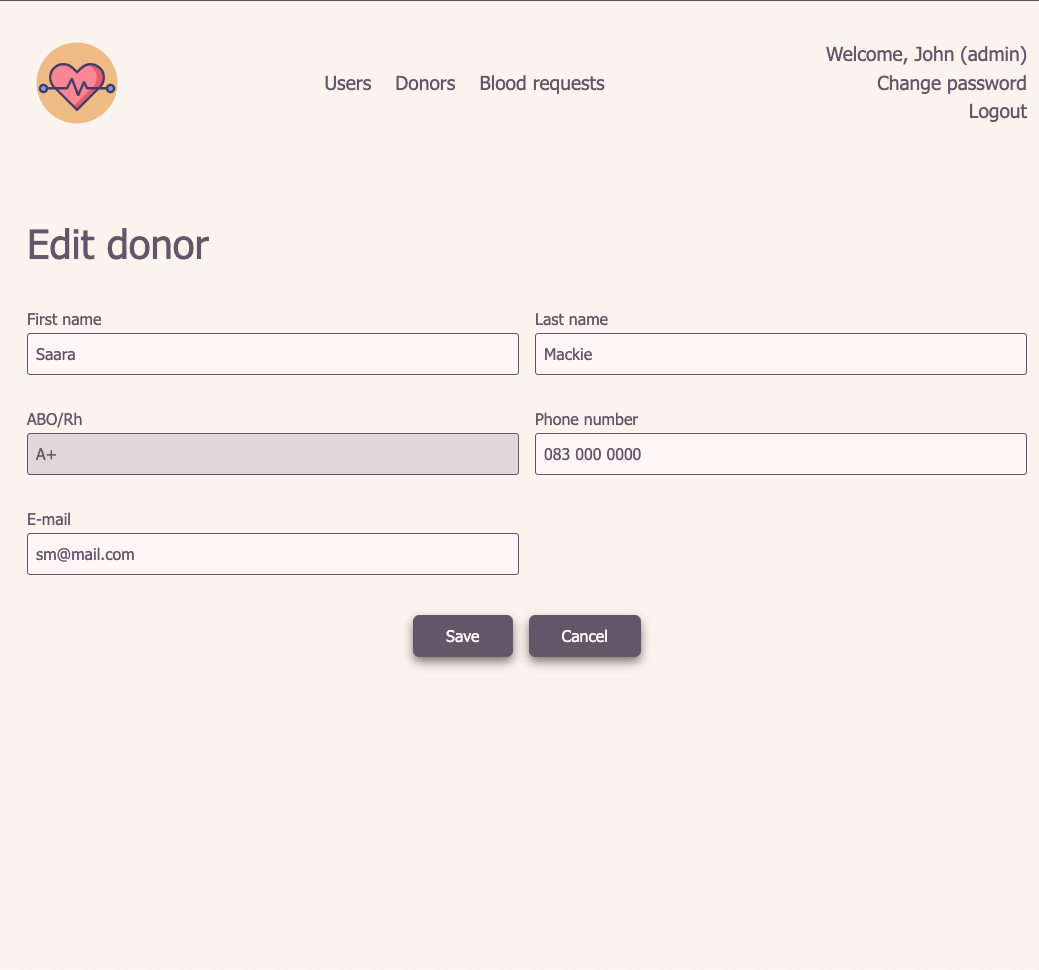 Welcome, John (admin)
Users Donors Blood requests Change password
Logout
Edit donor
First name
Saara
Last name
Mackie
ABO/Rh
A+
Phone number
083 000 0000
E-mail
sm@mail.com
Save
Cancel